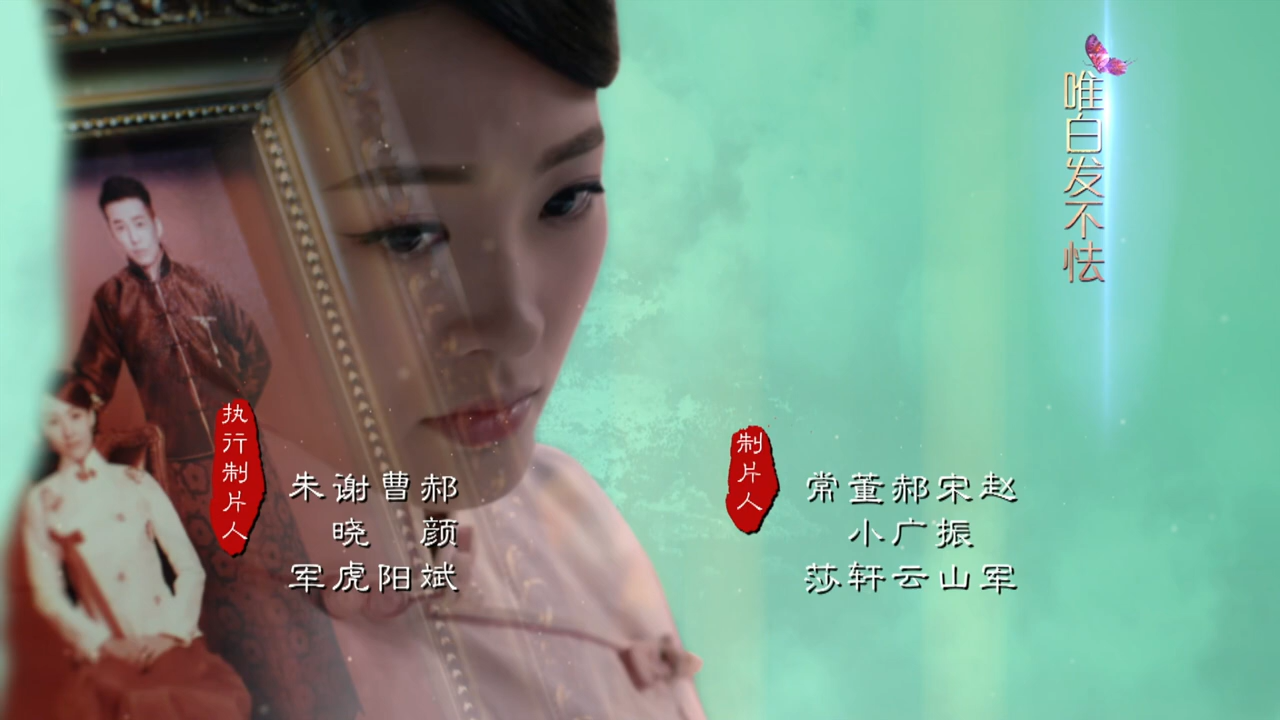 执行制片人
朱军
谢晓虎
曹阳
郝颜斌
制片人
常莎
董小轩
郝广云
宋振山
赵军
唯白发不怯